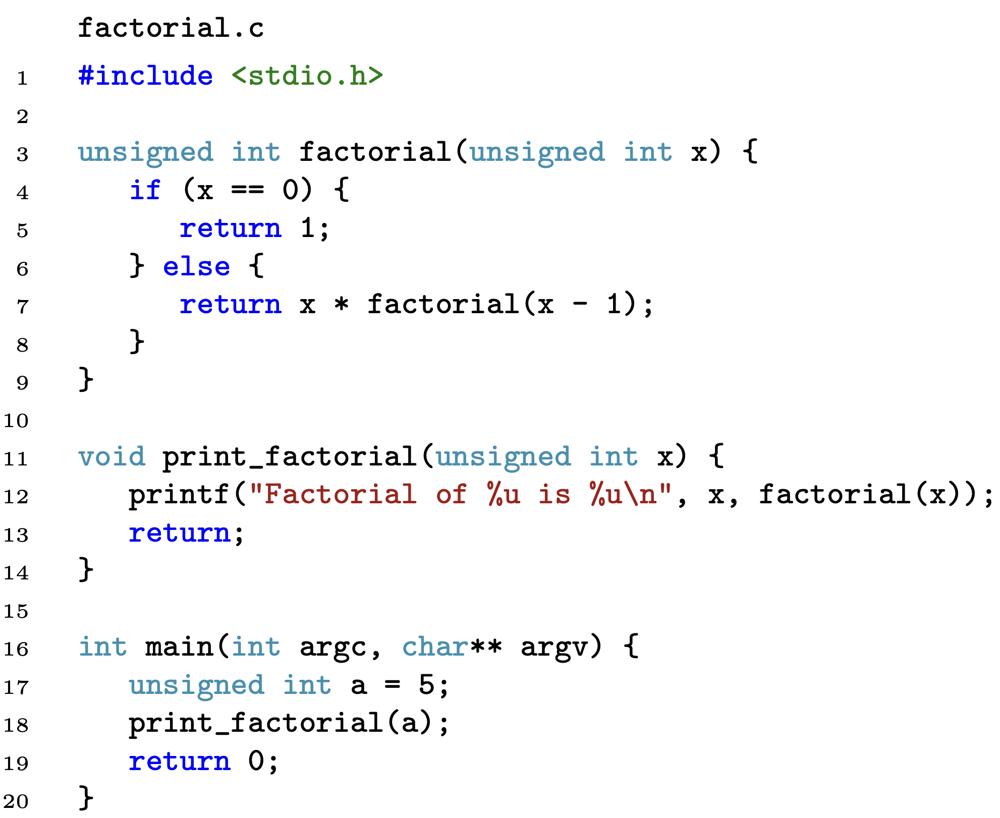 factorial.c
1 #include <stdio.h>
2
3 unsigned int factorial(unsigned int x) {
4    if (x == 0) {
5       return 1;
6    } else {
7       return x * factorial(x - 1);
8    }
9 }
10
11 void print_factorial(unsigned int x) {
12    printf("Factorial of %u is %u\n", x, factorial(x));
13    return;
14 }
15
16 int main(int argc, char** argv) {
17    unsigned int a = 5;
18    print_factorial(a);
19    return 0;
20 }